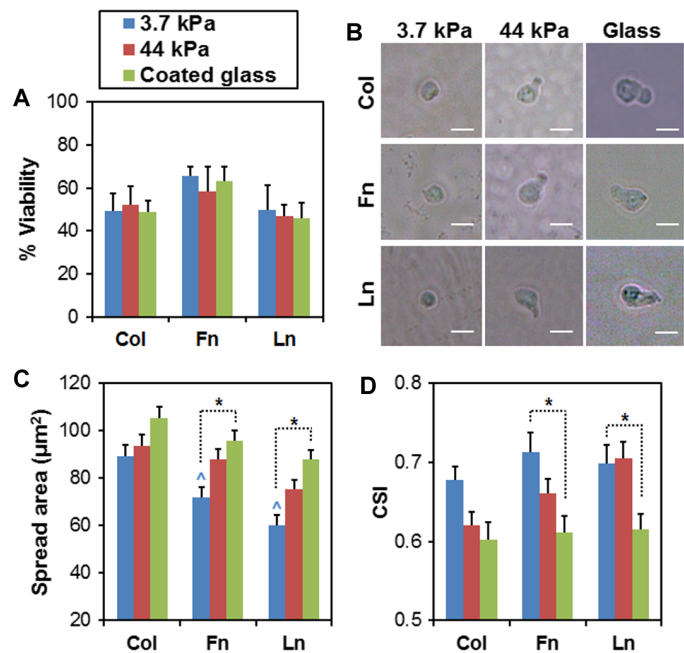 3.7 kPa
44 kPa
Coated glass
A
% Viability
100
80
60
40
20
0
Col Fn Ln
B
3.7 kPa 44 kPa Glass
Col
Fn
Ln
C
Spread area (µm²)
120
100
80
60
40
20
^ * ^ *
Col Fn Ln
D
CSI
0.8
0.7
0.6
0.5
* *
Col Fn Ln